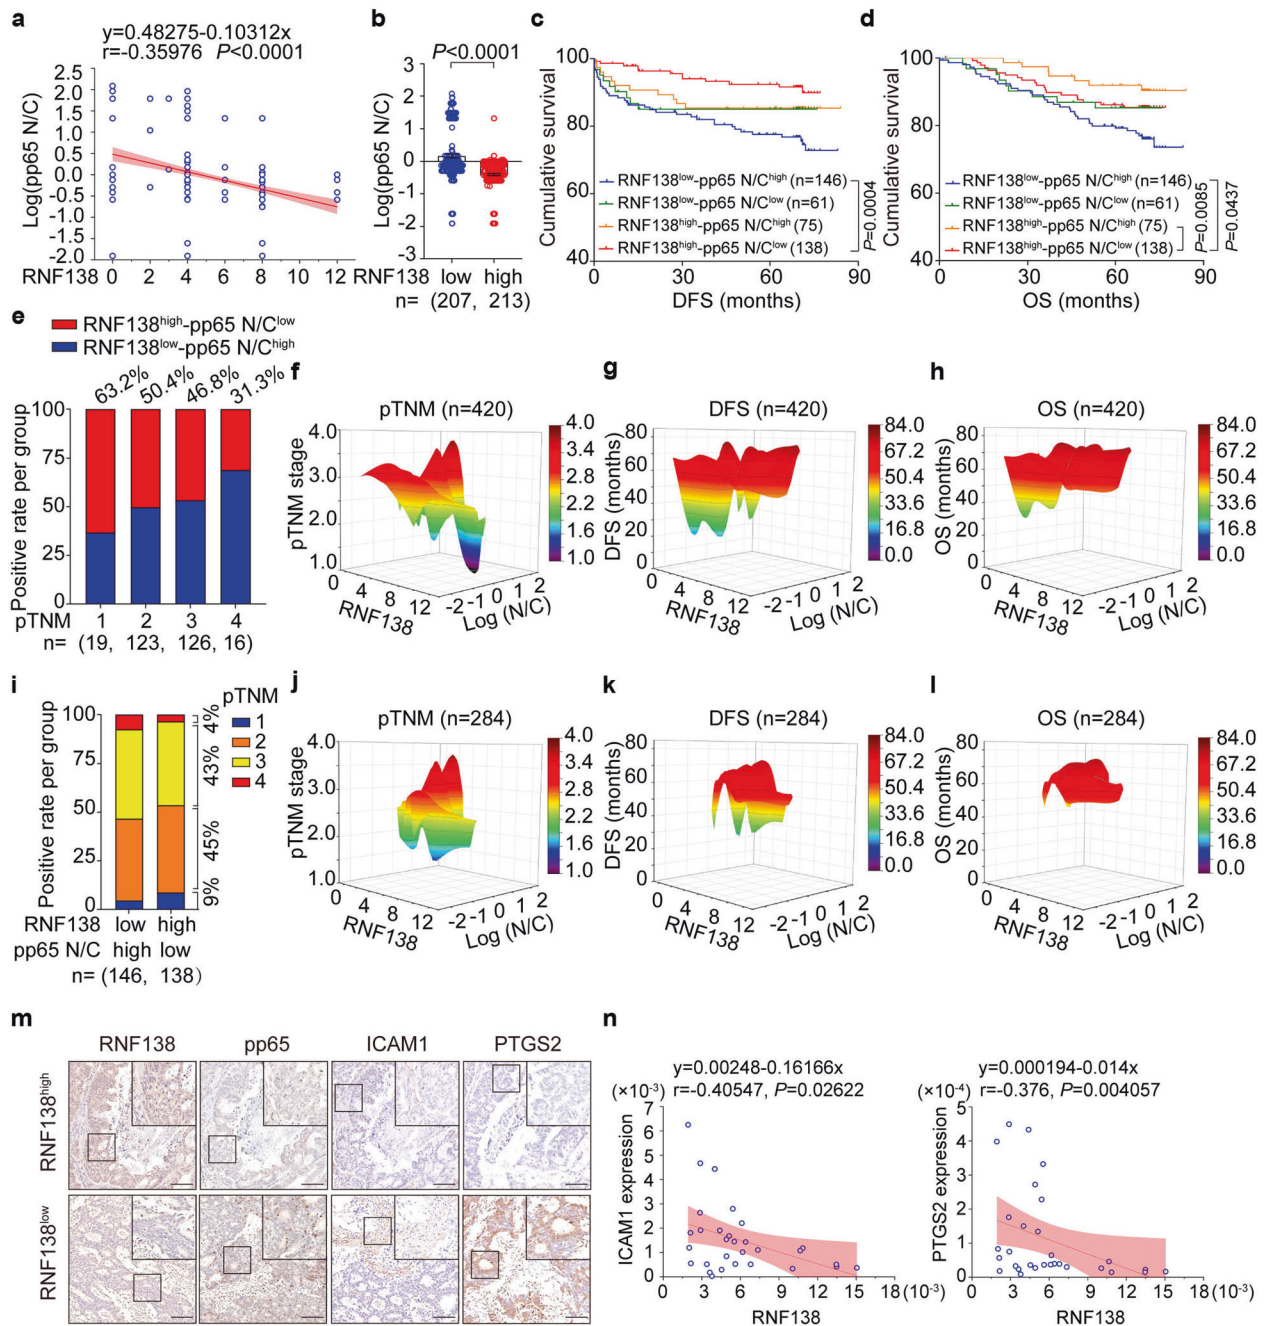 a
y=0.48275-0.10312x
r=-0.35976 P<0.0001
Log(pp65 N/C)
2.5
2.0
1.5
1.0
0.5
0.0
-0.5
-1.0
-1.5
-2.0
RNF138 0 2 4 6 8 10 12
b
P<0.0001
Log(pp65 N/C)
3
2
1
0
-1
-2
-3
RNF138 low high
n= (207, 213)
c
Cumulative survival
100
80
60
40
RNF138low-pp65 N/Chigh (n=146)
RNF138low-pp65 N/Clow (n=61)
RNF138high-pp65 N/Chigh (75)
RNF138high-pp65 N/Clow (138)
P=0.0004
0 30 60 90
DFS (months)
d
Cumulative survival
100
80
60
40
RNF138low-pp65 N/Chigh (n=146)
RNF138low-pp65 N/Clow (n=61)
RNF138high-pp65 N/Chigh (75)
RNF138high-pp65 N/Clow (138)
P=0.0085
P=0.0437
0 30 60 90
OS (months)
e
RNF138high-pp65 N/Clow
RNF138low-pp65 N/Chigh
63.2% 50.4% 46.8% 31.3%
Positive rate per group
100
75
50
25
0
pTNM 1 2 3 4
n= (19, 123, 126, 16)
f
pTNM (n=420)
pTNM stage
4.0
3.0
2.0
1.0
0 4 8 12
RNF138
-2 -1 0 1 2
Log (N/C)
4.0
3.5
3.0
2.5
2.0
1.5
1.0
g
DFS (n=420)
DFS (months)
80
60
40
20
0
0 4 8 12
RNF138
-2 -1 0 1 2
Log (N/C)
84.0
67.2
50.4
33.6
16.8
0.0
h
OS (n=420)
OS (months)
80
60
40
20
0
0 4 8 12
RNF138
-2 -1 0 1 2
Log (N/C)
84.0
67.2
50.4
33.6
16.8
0.0
i
pTNM
1
2
3
4
Positive rate per group
100
75
50
25
0
4%
43%
45%
9%
RNF138 low high
pp65 N/C high low
n= (146, 138)
j
pTNM (n=284)
pTNM stage
4.0
3.0
2.0
1.0
0 4 8 12
RNF138
-2 -1 0 1 2
Log (N/C)
4.0
3.5
3.0
2.5
2.0
1.5
1.0
k
DFS (n=284)
DFS (months)
80
60
40
20
0
0 4 8 12
RNF138
-2 -1 0 1 2
Log (N/C)
84.0
67.2
50.4
33.6
16.8
0.0
l
OS (n=284)
OS (months)
80
60
40
20
0
0 4 8 12
RNF138
-2 -1 0 1 2
Log (N/C)
84.0
67.2
50.4
33.6
16.8
0.0
m
RNF138 pp65 ICAM1 PTGS2
RNF138high
RNF138low
n
y=0.00248-0.16166x
(×10-3) r=-0.40547, P=0.02622
ICAM1 expression
7
6
5
4
3
2
1
0
0 3 6 9 12 15 18 (10-3)
RNF138
y=0.000194-0.014x
(×10-4) r=-0.376, P=0.004057
PTGS2 expression
5
4
3
2
1
0
0 3 6 9 12 15 18 (10-3)
RNF138